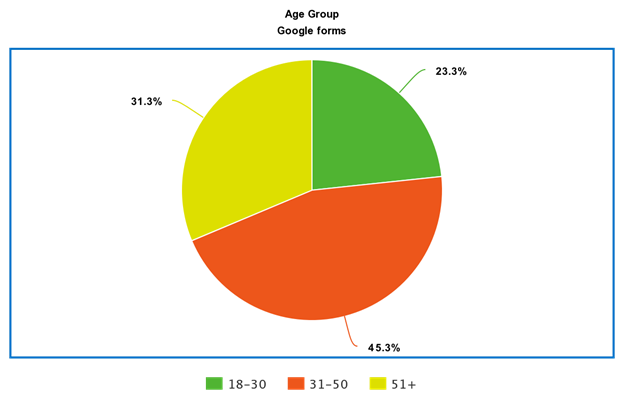 Age Group
Google forms
23.3%
31.3%
45.3%
18-30 31-50 51+